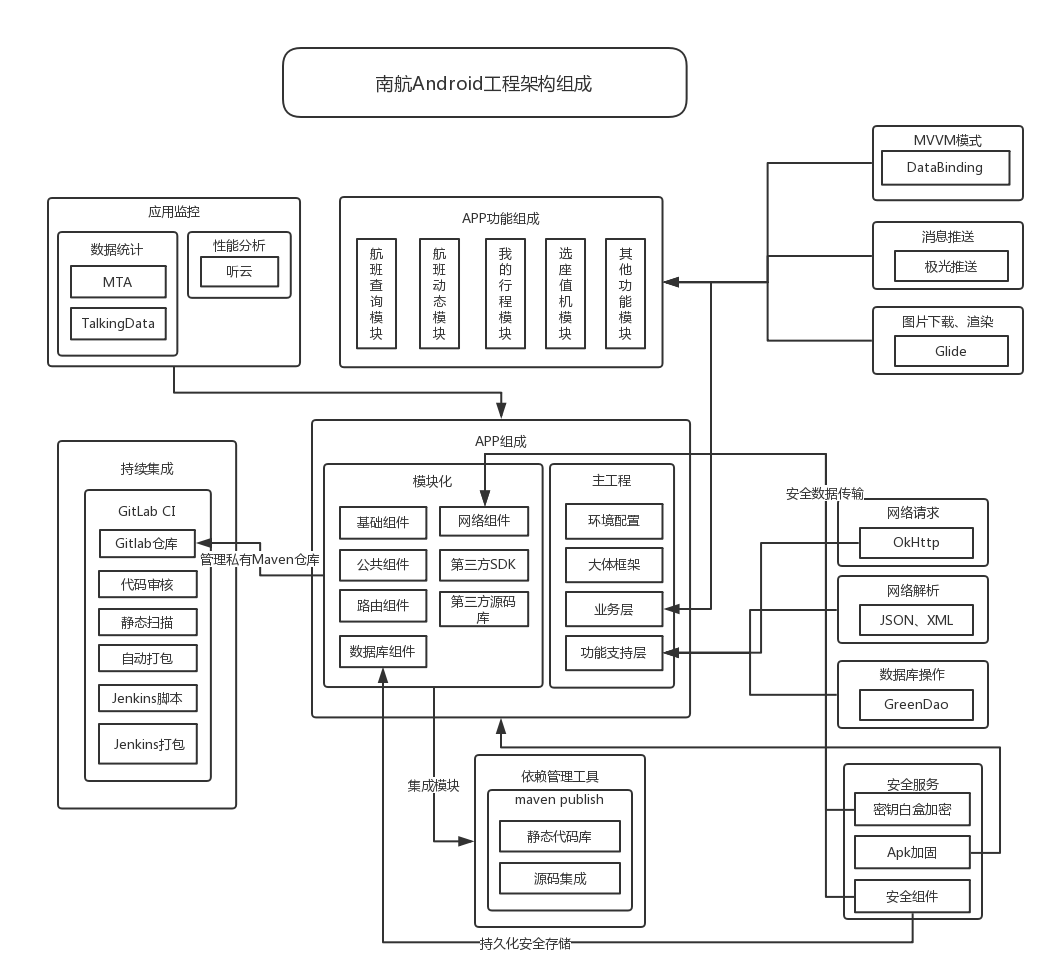 南航Android工程架构组成
MVVM模式
DataBinding
应用监控
数据统计
MTA
TalkingData
性能分析
听云
APP功能组成
航班查询模块
航班动态模块
我的行程模块
选座值机模块
其他功能模块
消息推送
极光推送
图片下载、渲染
Glide
APP组成
持续集成
GitLab CI
Gitlab仓库
代码审核
静态扫描
自动打包
Jenkins脚本
Jenkins打包
管理私有Maven仓库
模块化
基础组件
网络组件
公共组件
第三方SDK
路由组件
第三方源码
库
数据库组件
主工程
环境配置
大体框架
业务层
功能支持层
安全数据传输
网络请求
OkHttp
网络解析
JSON、XML
数据库操作
GreenDao
集成模块
依赖管理工具
maven publish
静态代码库
源码集成
安全服务
密钥白盒加密
Apk加固
安全组件
持久化安全存储